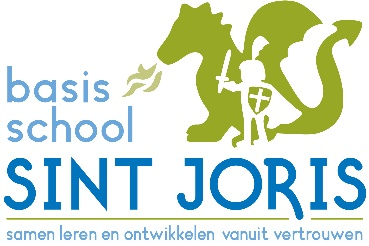 basis
school
SINT JORIS
samen leren en ontwikkelen vanuit vertrouwen